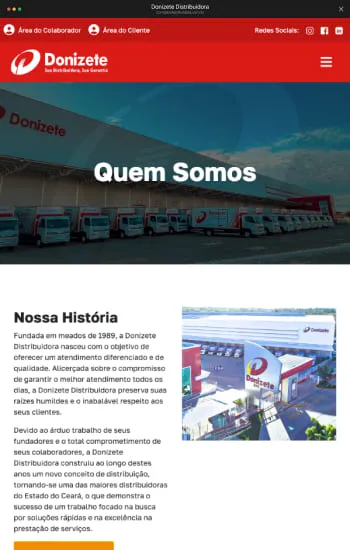 Donizete Distribuidora
Área do Colaborador
Área do Cliente
Redes Sociais:
Donizete
Sua Distribuidora, Sua Garantia
Donizete
Quem Somos
Nossa História
Fundada em meados de 1989, a Donizete
Distribuidora nasceu com o objetivo de
oferecer um atendimento diferenciado e de
qualidade. Alicerçada sobre o compromisso
de garantir o melhor atendimento todos os
dias, a Donizete Distribuidora preserva suas
raízes humildes e o inabalável respeito aos
seus clientes.
Donizete
Donizete
Devido ao árduo trabalho de seus
fundadores e o total comprometimento de
seus colaboradores, a Donizete
Distribuidora construiu ao longo destes
anos um novo conceito de distribuição,
tornando-se uma das maiores distribuidoras
do Estado do Ceará, o que demonstra o
sucesso de um trabalho focado na busca
por soluções rápidas e na excelência na
prestação de serviços.